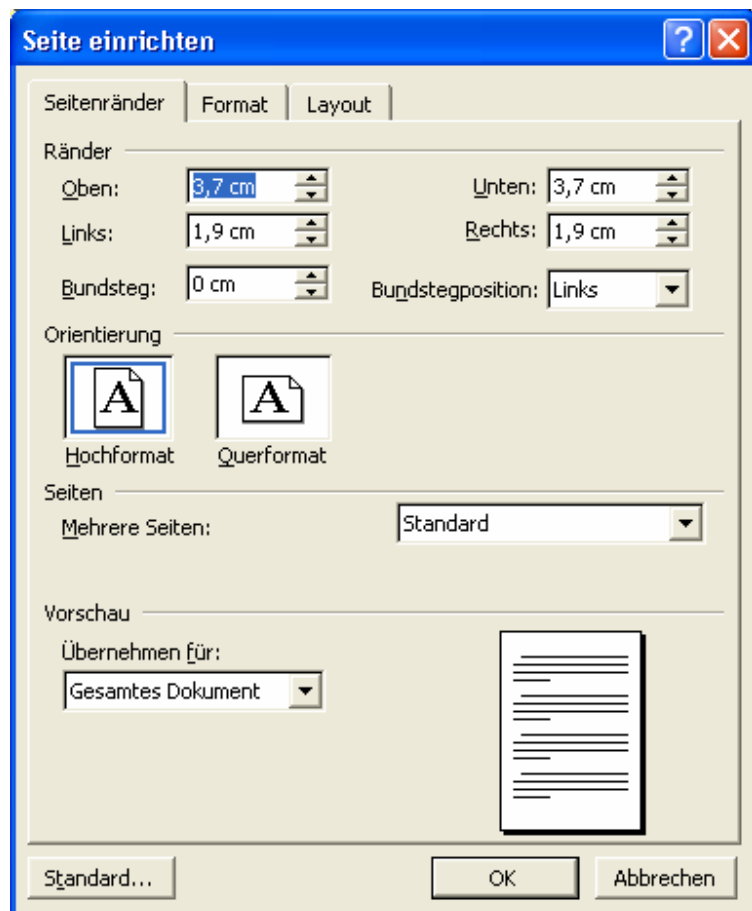 Seite einrichten
Seitenränder Format Layout
Ränder
Oben: 3,7 cm Unten: 3,7 cm
Links: 1,9 cm Rechts: 1,9 cm
Bundsteg: 0 cm Bundstegposition: Links
Orientierung
A A
Hochformat Querformat
Seiten
Mehrere Seiten: Standard
Vorschau
Übernehmen für:
Gesamtes Dokument
Standard... OK Abbrechen